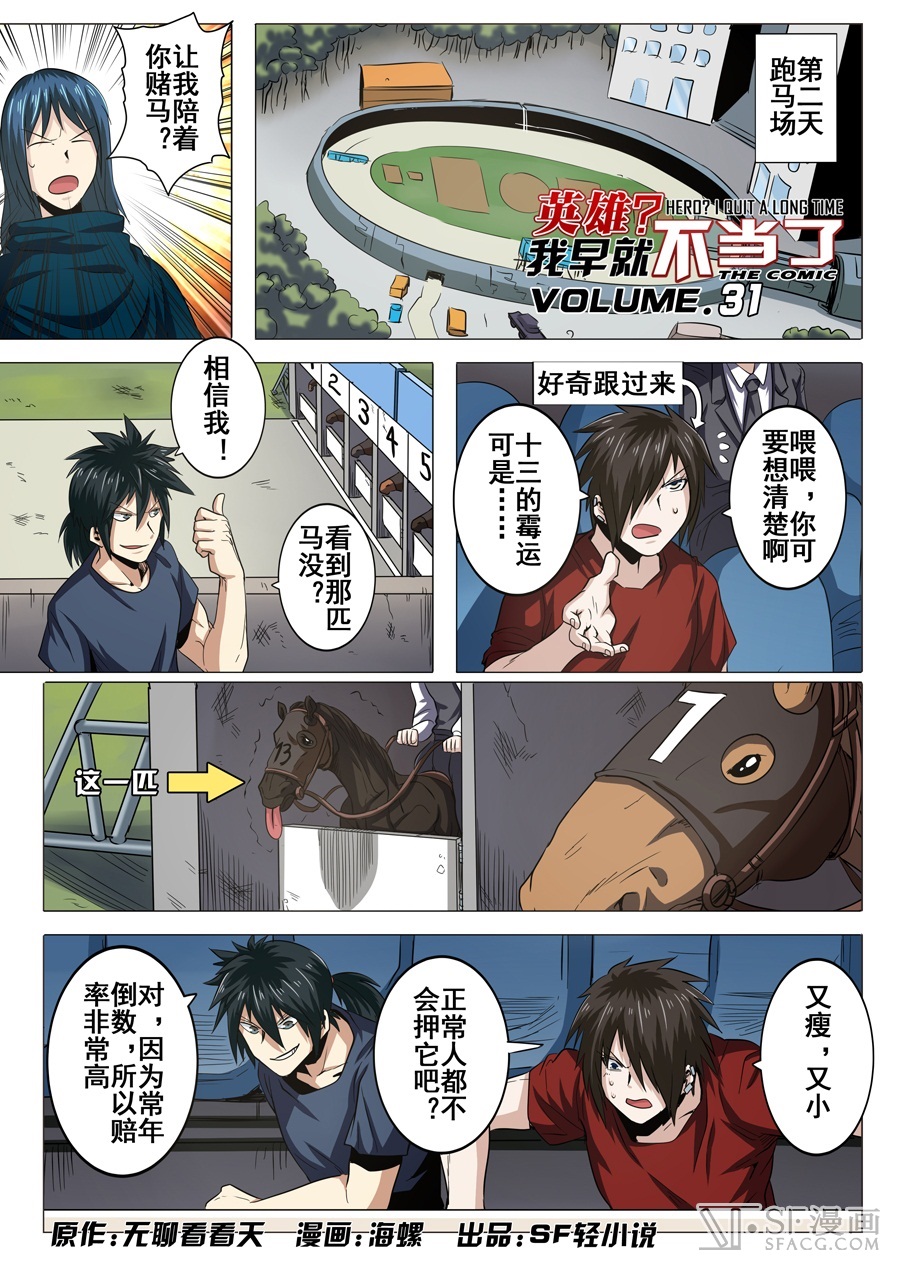 第二天
跑马场
英雄?
HERO? I QUIT A LONG TIME
我早就
不当了
THE COMIC
VOLUME.31
让我陪着
你赌马?
好奇跟过来
喂喂，你可
要想清楚啊
十三的霉运
可是……
相信我！
看到那匹
马没?
1
2
3
4
5
这一匹
13
1
又瘦，又小
正常人都不
会押它吧?
对，因为常年
倒数，所以赔
率非常高
原作:无聊看看天 漫画:海螺 出品:SF轻小说
SF漫画
SFACG.COM